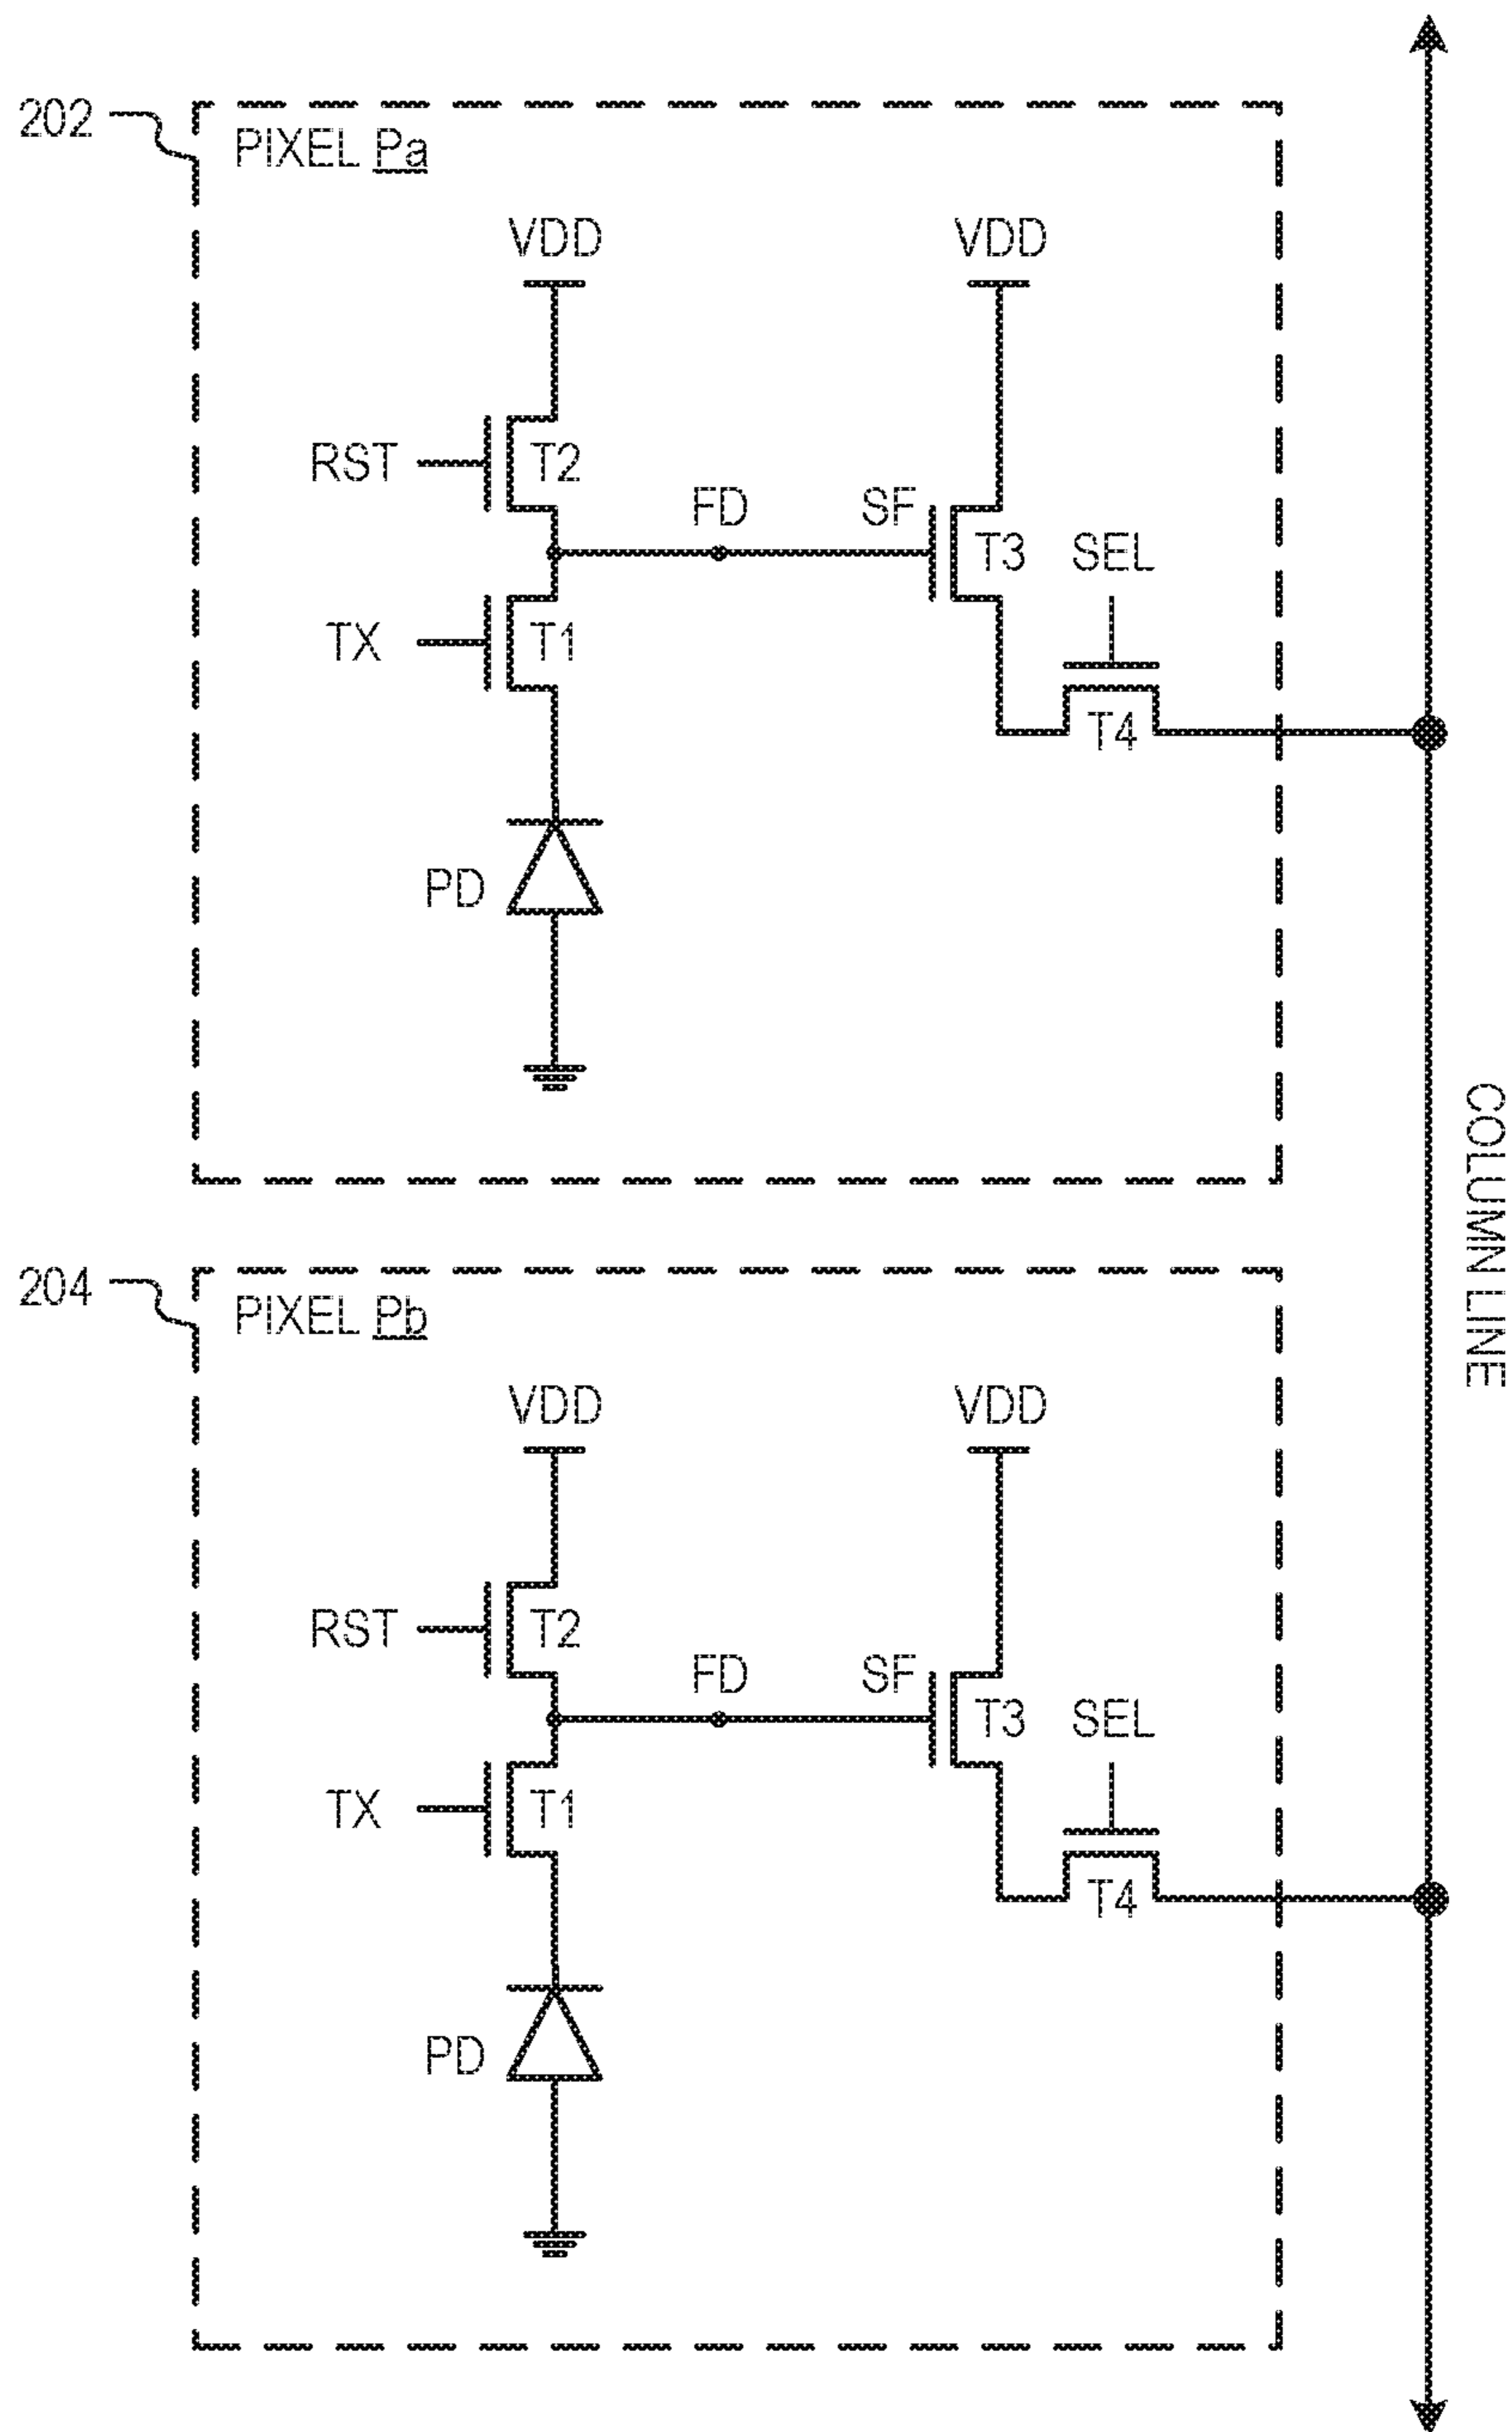 202
PIXEL Pa
VDD
VDD
RST
T2
FD
SF
T3
SEL
TX
T1
T4
PD
COLUMN LINE
204
PIXEL Pb
VDD
VDD
RST
T2
FD
SF
T3
SEL
TX
T1
T4
PD